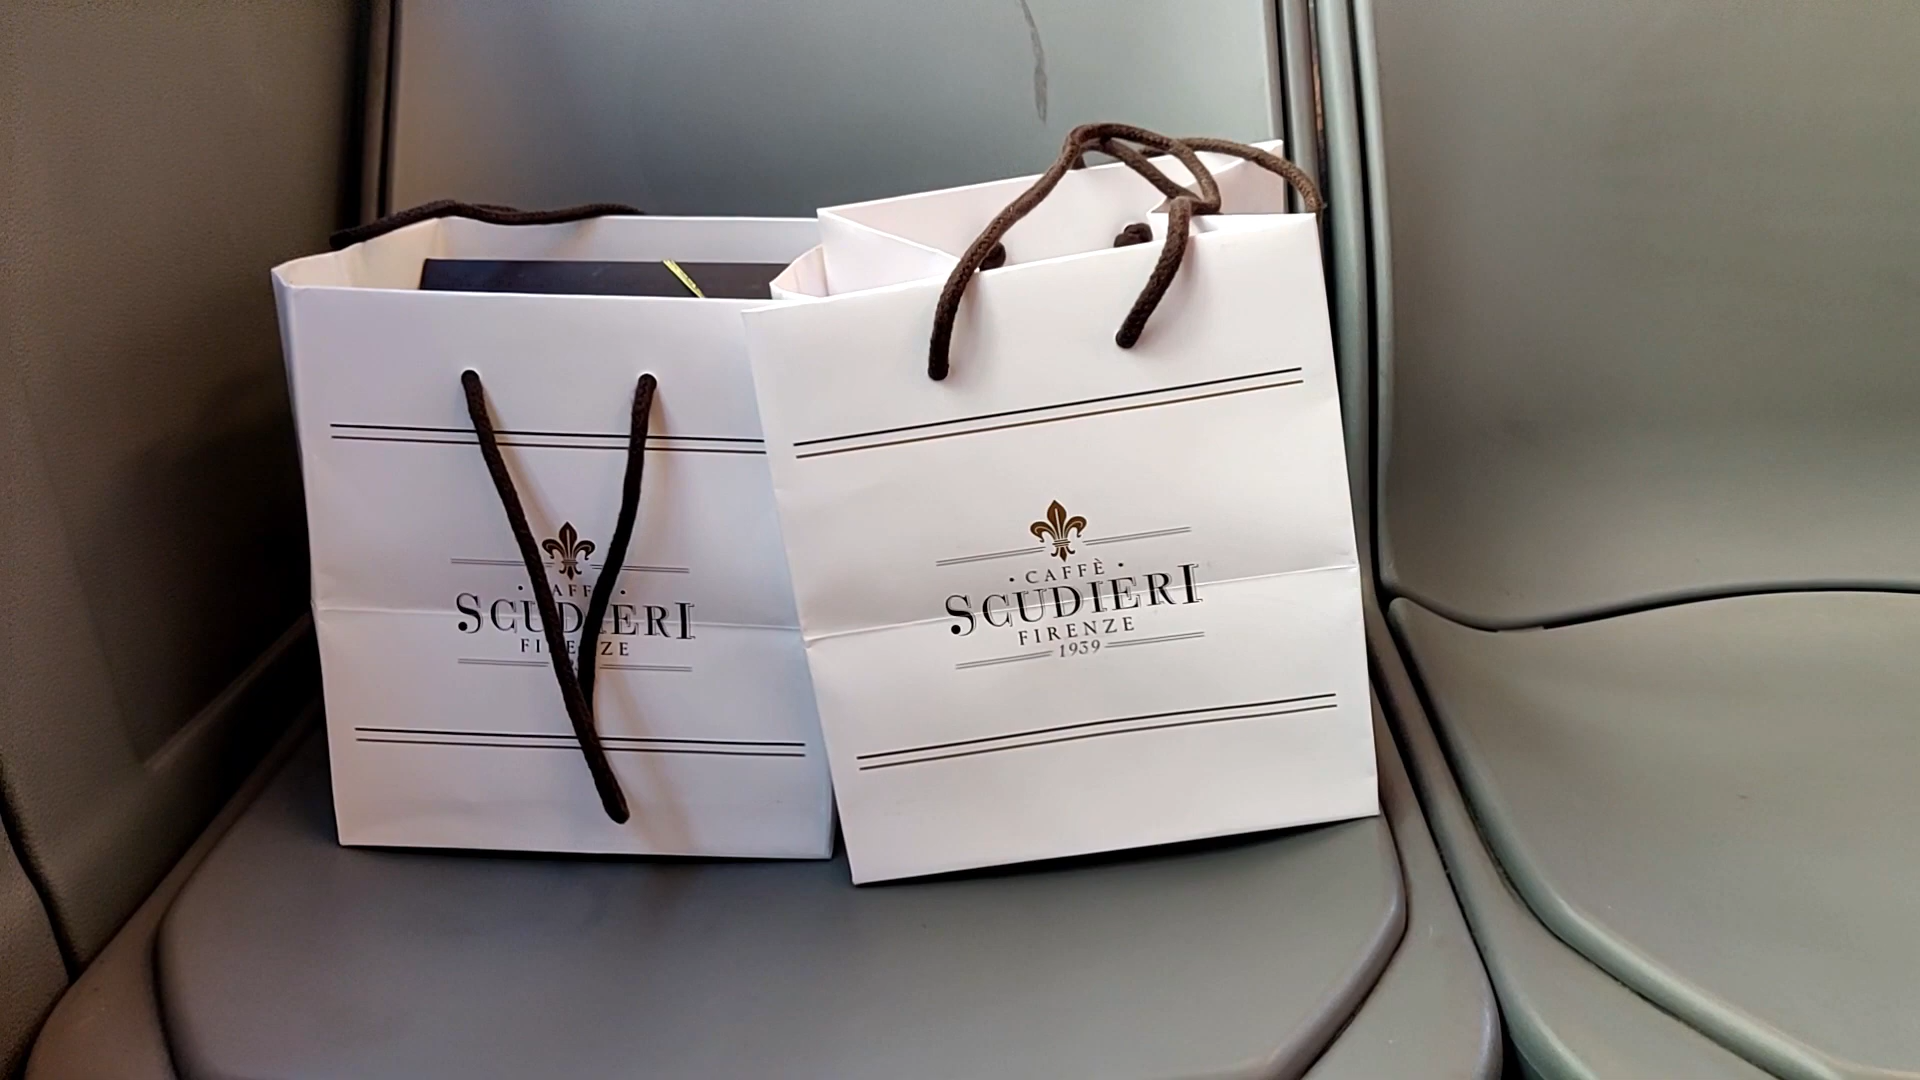 · CAFFÈ ·
SCUDIERI
FIRENZE
· CAFFÈ ·
SCUDIERI
FIRENZE
1939